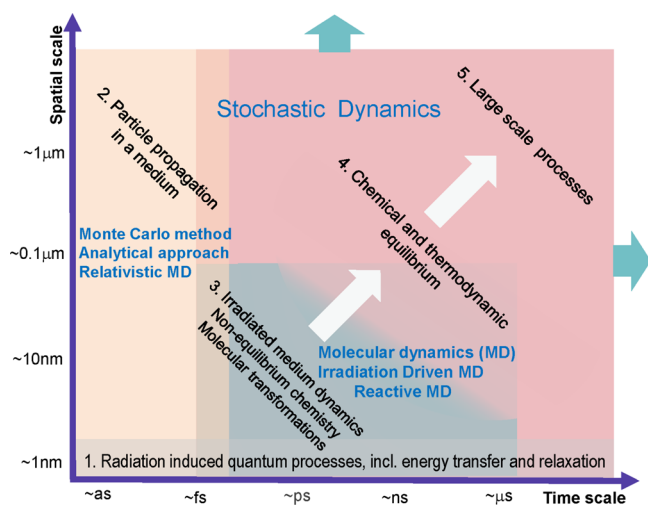 Spatial scale
~1μm
~0.1μm
~10nm
~1nm
2. Particle propagation
in a medium
Stochastic Dynamics
5. Large scale processes
4. Chemical and thermodynamic
equilibrium
Monte Carlo method
Analytical approach
Relativistic MD
3. Irradiated medium dynamics
Non-equilibrium chemistry
Molecular transformations
Molecular dynamics (MD)
Irradiation Driven MD
Reactive MD
1. Radiation induced quantum processes, incl. energy transfer and relaxation
~as
~fs
~ps
~ns
~μs
Time scale